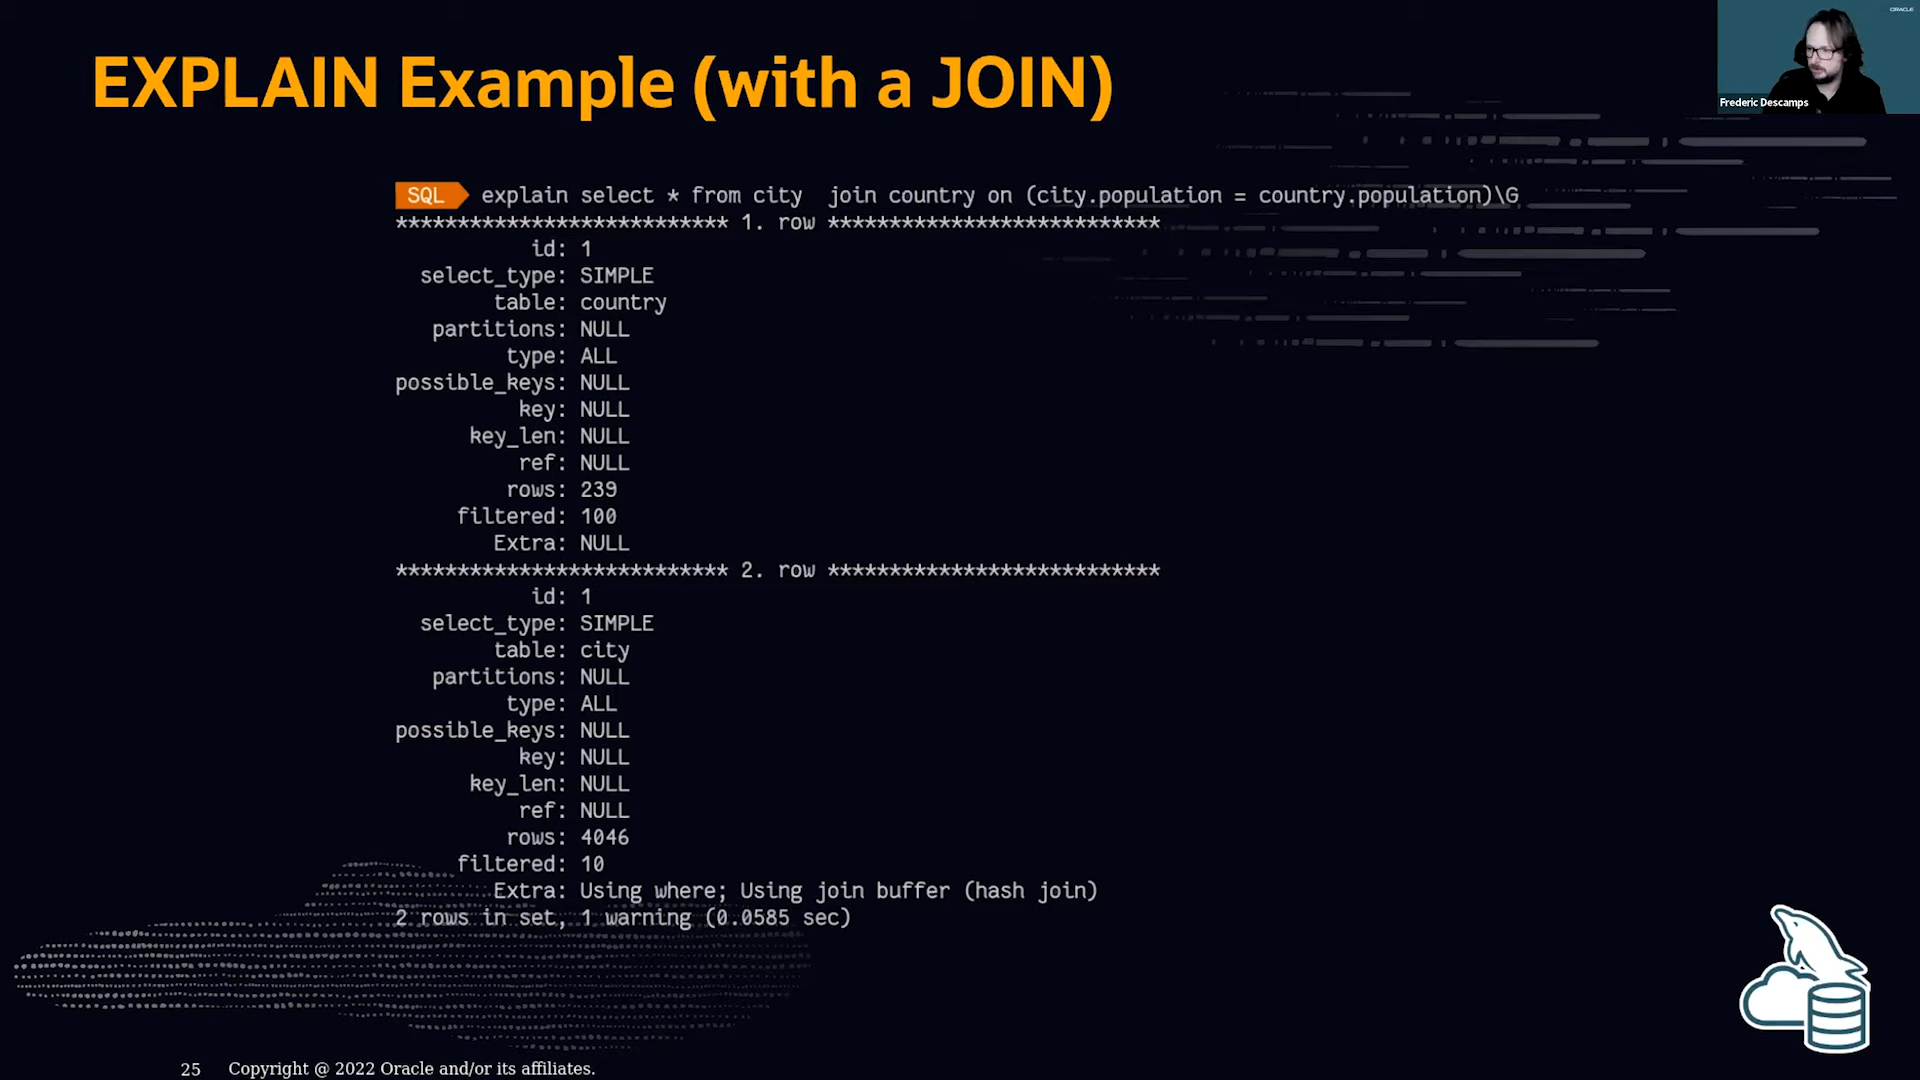 ORACLE
EXPLAIN Example (with a JOIN)
Frederic Descamps
SQL explain select * from city  join country on (city.population = country.population)\G
*************************** 1. row ***************************
id: 1
select_type: SIMPLE
table: country
partitions: NULL
type: ALL
possible_keys: NULL
key: NULL
key_len: NULL
ref: NULL
rows: 239
filtered: 100
Extra: NULL
*************************** 2. row ***************************
id: 1
select_type: SIMPLE
table: city
partitions: NULL
type: ALL
possible_keys: NULL
key: NULL
key_len: NULL
ref: NULL
rows: 4046
filtered: 10
Extra: Using where; Using join buffer (hash join)
2 rows in set, 1 warning (0.0585 sec)
25 Copyright @ 2022 Oracle and/or its affiliates.